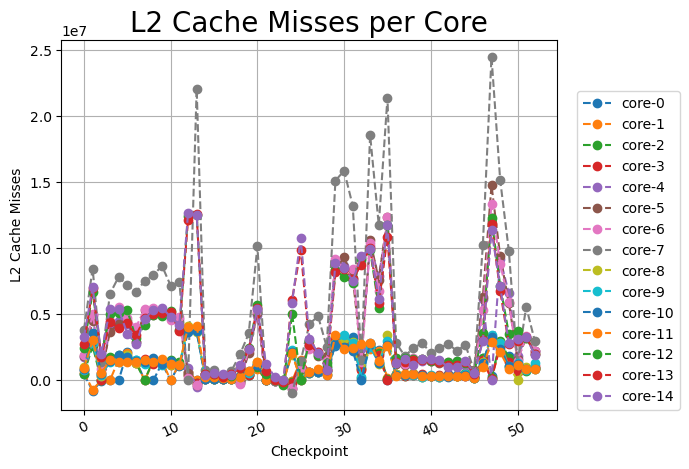 L2 Cache Misses per Core
1e7
2.5
2.0
1.5
1.0
0.5
0.0
L2 Cache Misses
0
10
20
30
40
50
Checkpoint
core-0
core-1
core-2
core-3
core-4
core-5
core-6
core-7
core-8
core-9
core-10
core-11
core-12
core-13
core-14